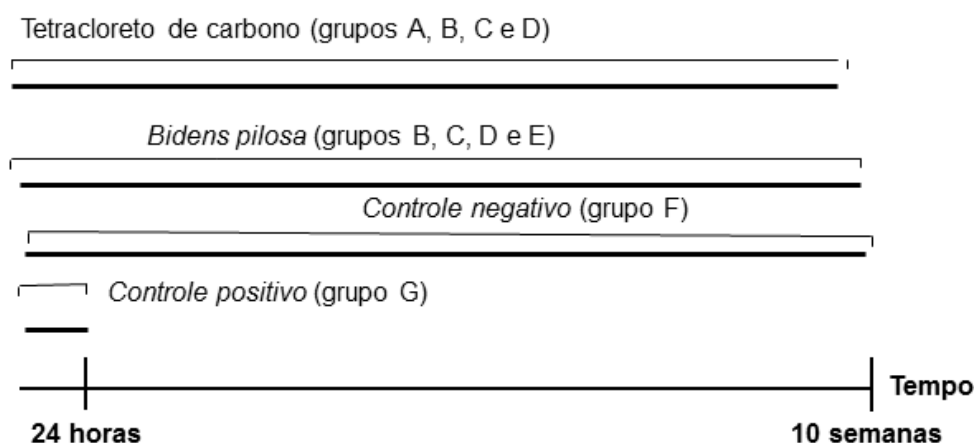 Tetracloreto de carbono (grupos A, B, C e D)
Bidens pilosa (grupos B, C, D e E)
Controle negativo (grupo F)
Controle positivo (grupo G)
Tempo
24 horas
10 semanas